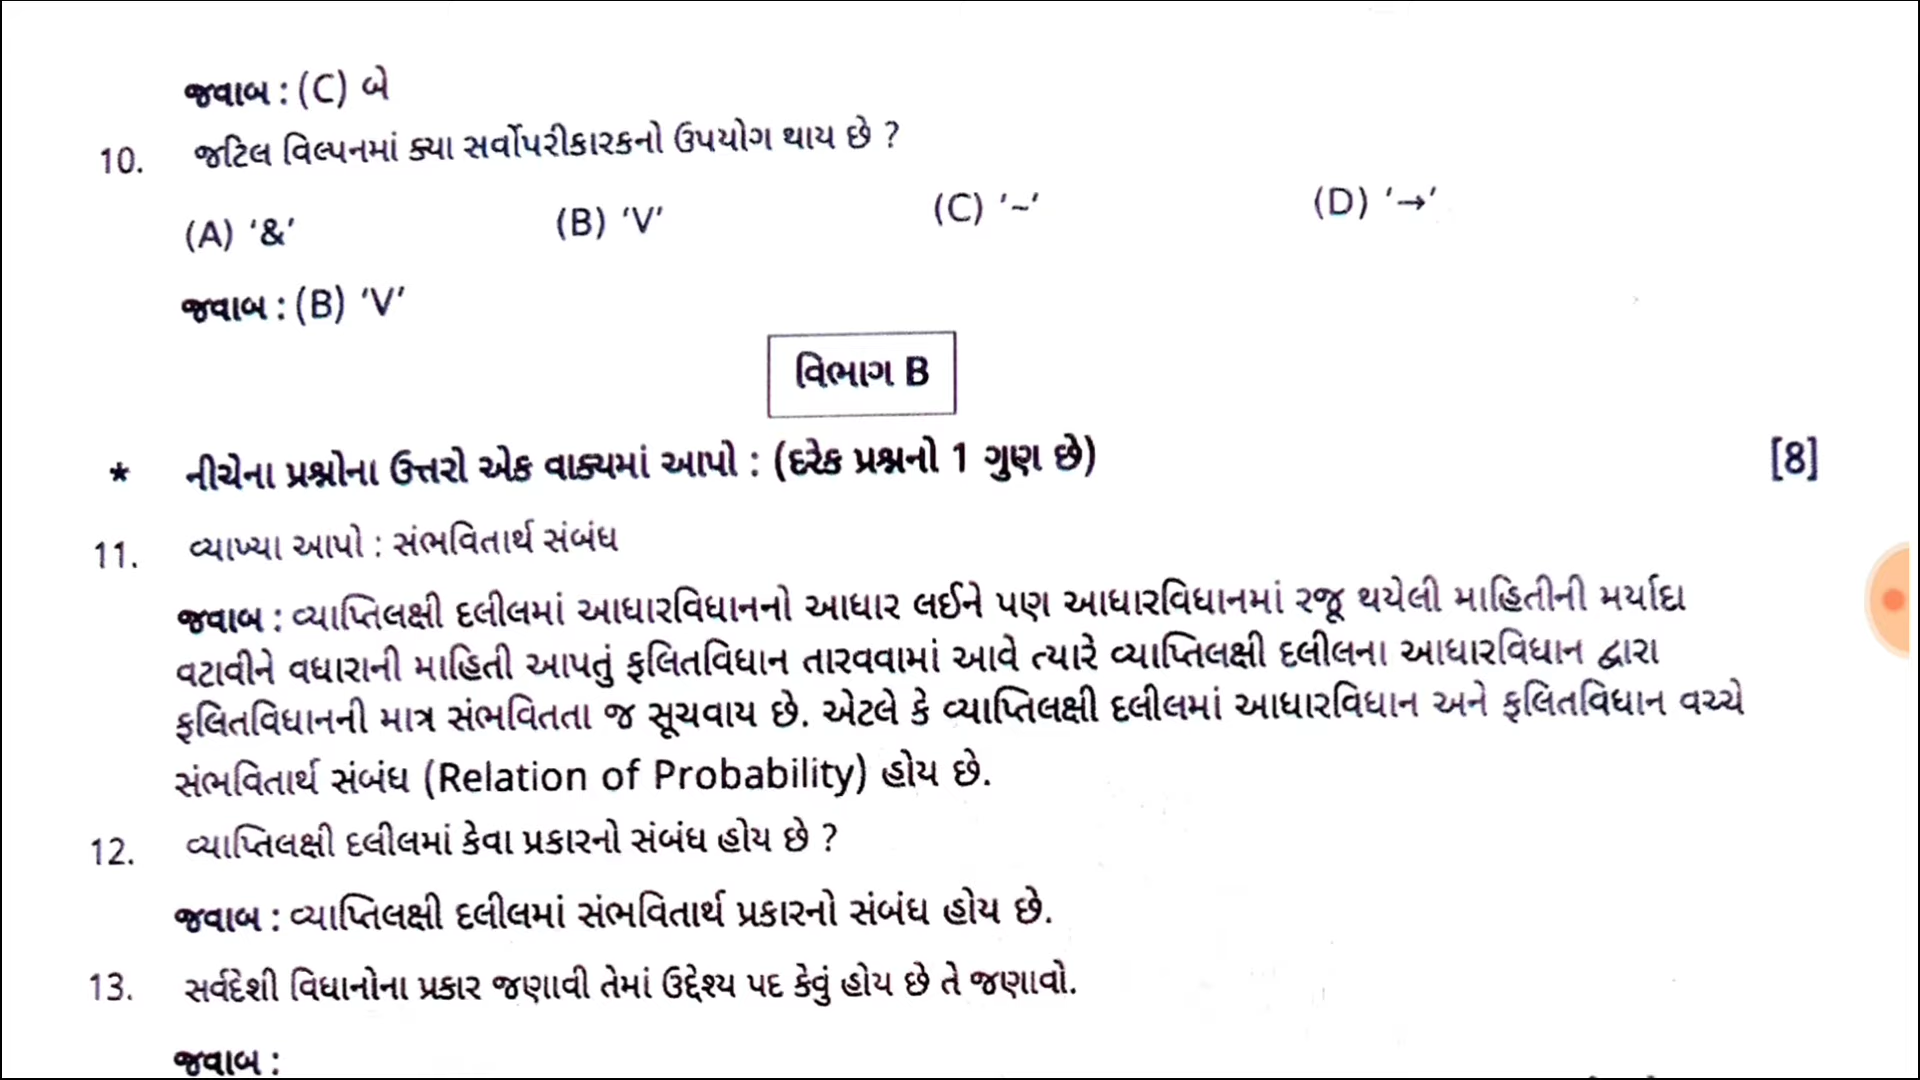 જવાબ : (C) બે
10. જટિલ વિલ્પનમાં ક્યા સર્વોપરીકારકનો ઉપયોગ થાય છે ?
(A) ‘&’ (B) ‘V’ (C) ‘~’ (D) ‘→’
જવાબ : (B) ‘V’
વિભાગ B
* નીચેના પ્રશ્નોના ઉત્તરો એક વાક્યમાં આપો : (દરેક પ્રશ્નનો 1 ગુણ છે) [8]
11. વ્યાખ્યા આપો : સંભવિતાર્થ સંબંધ
જવાબ : વ્યાપ્તિલક્ષી દલીલમાં આધારવિધાનનો આધાર લઈને પણ આધારવિધાનમાં રજૂ થયેલી માહિતીની મર્યાદા
વટાવીને વધારાની માહિતી આપતું ફલિતવિધાન તારવવામાં આવે ત્યારે વ્યાપ્તિલક્ષી દલીલના આધારવિધાન દ્વારા
ફલિતવિધાનની માત્ર સંભવિતતા જ સૂચવાય છે. એટલે કે વ્યાપ્તિલક્ષી દલીલમાં આધારવિધાન અને ફલિતવિધાન વચ્ચે
સંભવિતાર્થ સંબંધ (Relation of Probability) હોય છે.
12. વ્યાપ્તિલક્ષી દલીલમાં કેવા પ્રકારનો સંબંધ હોય છે ?
જવાબ : વ્યાપ્તિલક્ષી દલીલમાં સંભવિતાર્થ પ્રકારનો સંબંધ હોય છે.
13. સર્વદેશી વિધાનોના પ્રકાર જણાવી તેમાં ઉદ્દેશ્ય પદ કેવું હોય છે તે જણાવો.
જવાબ :